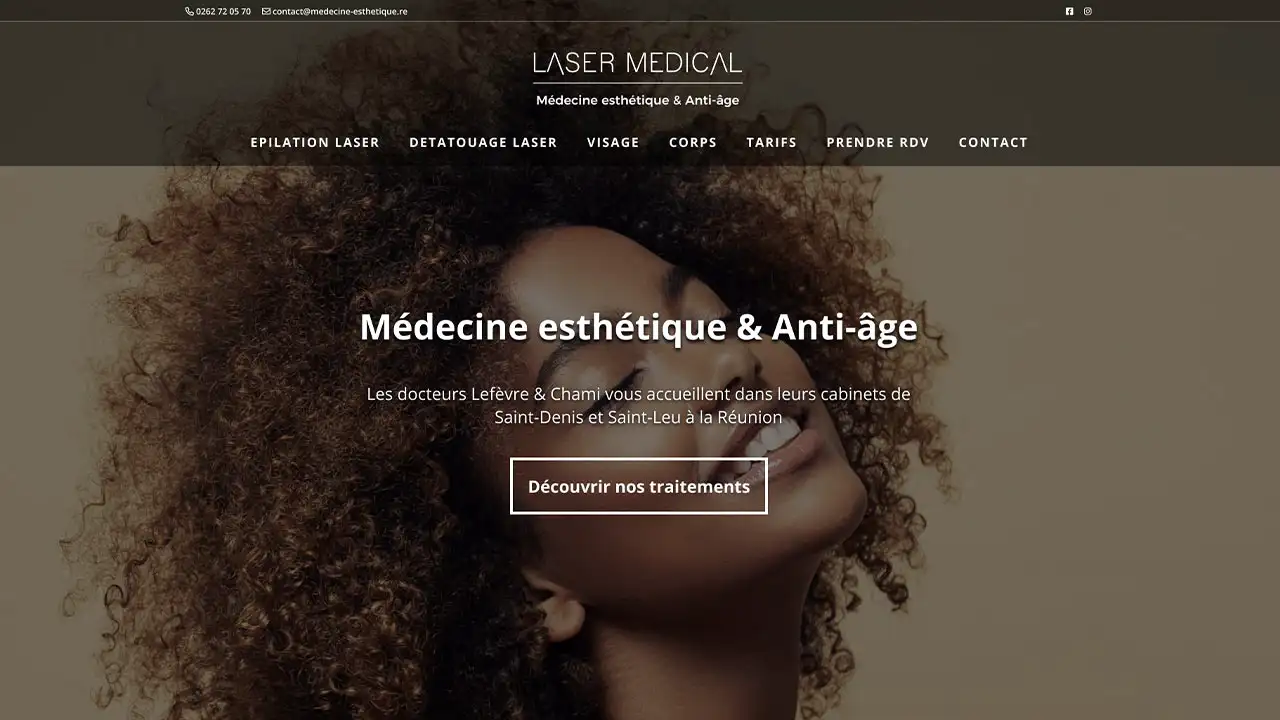 0262 72 05 70 contact@medecine-esthetique.re
LASER MEDICAL
Médecine esthétique & Anti-âge
EPILATION LASER DETATOUAGE LASER VISAGE CORPS TARIFS PRENDRE RDV CONTACT
Médecine esthétique & Anti-âge
Les docteurs Lefèvre & Chami vous accueillent dans leurs cabinets de
Saint-Denis et Saint-Leu à la Réunion
Découvrir nos traitements